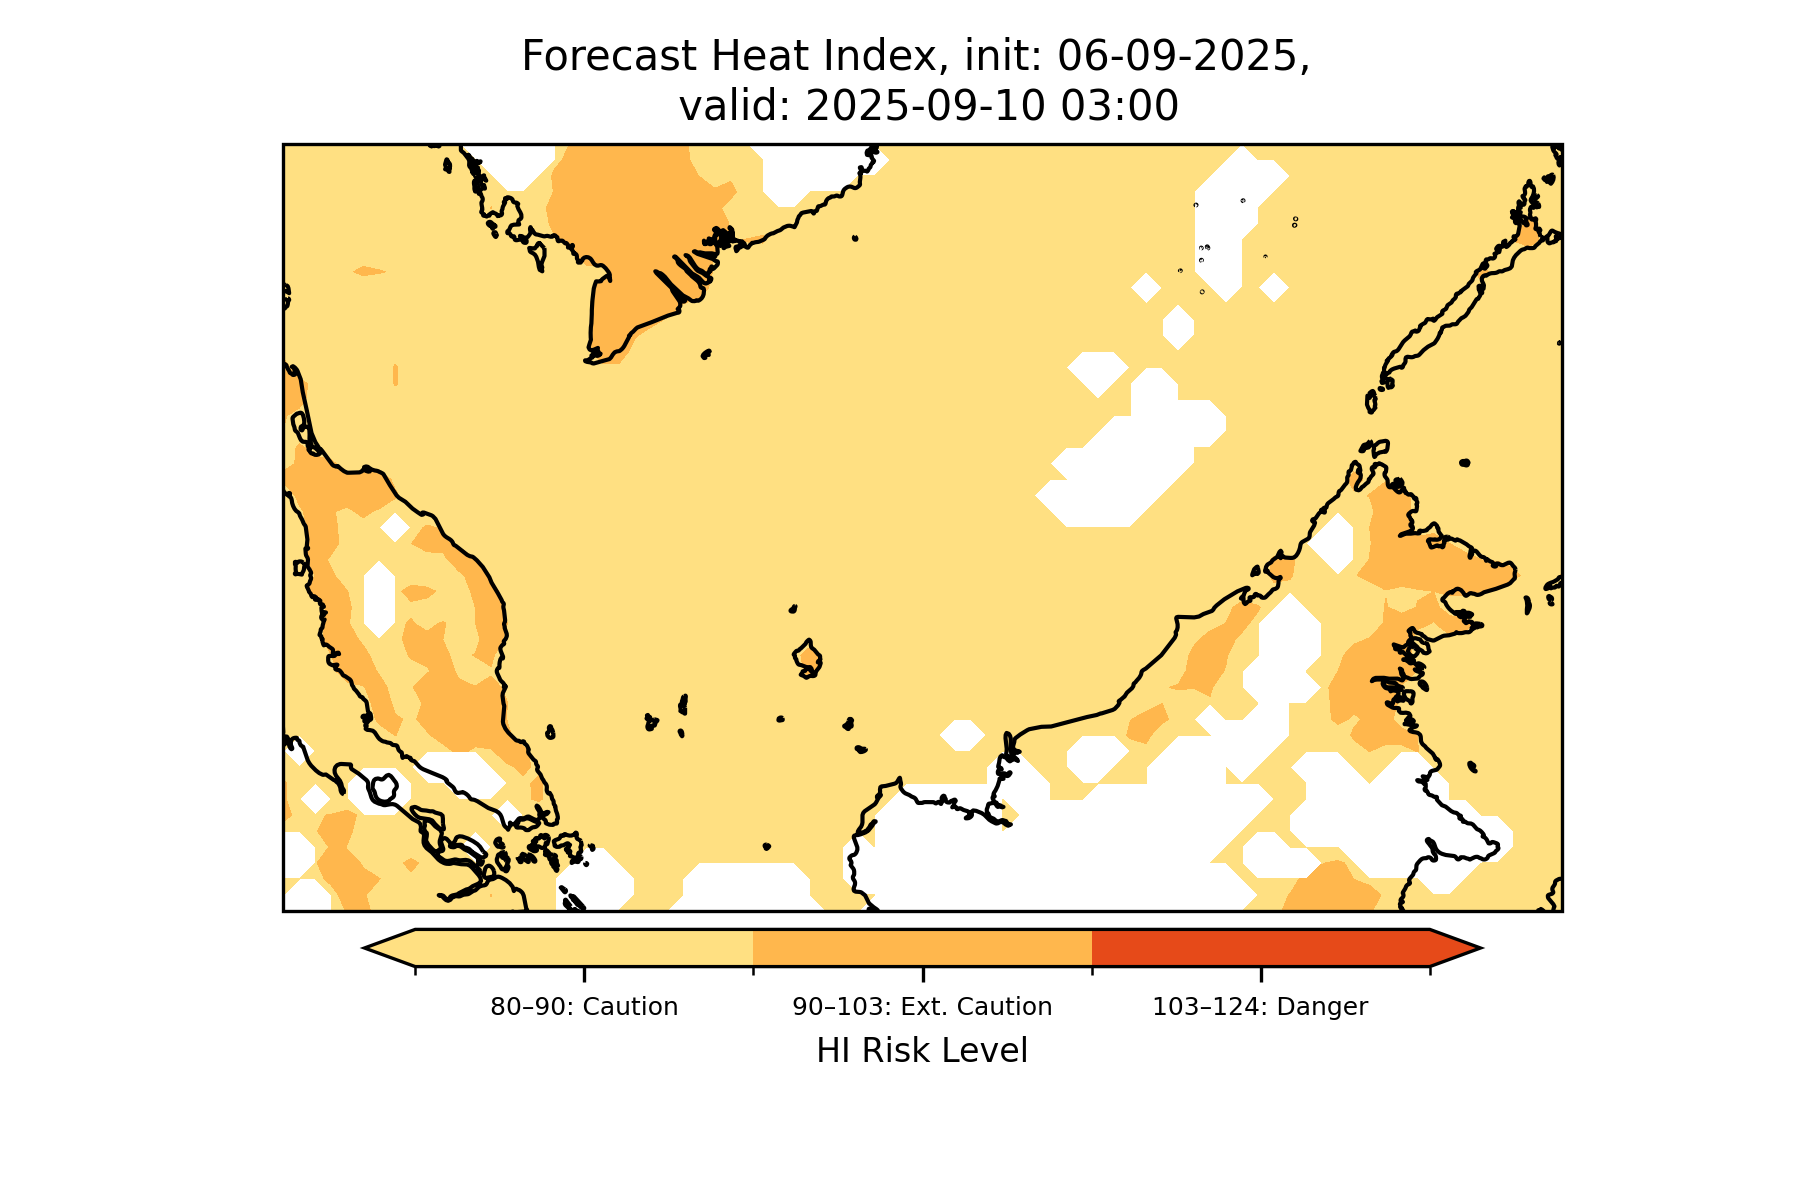 Forecast Heat Index, init: 06-09-2025,
valid: 2025-09-10 03:00
80–90: Caution
90–103: Ext. Caution
103–124: Danger
HI Risk Level